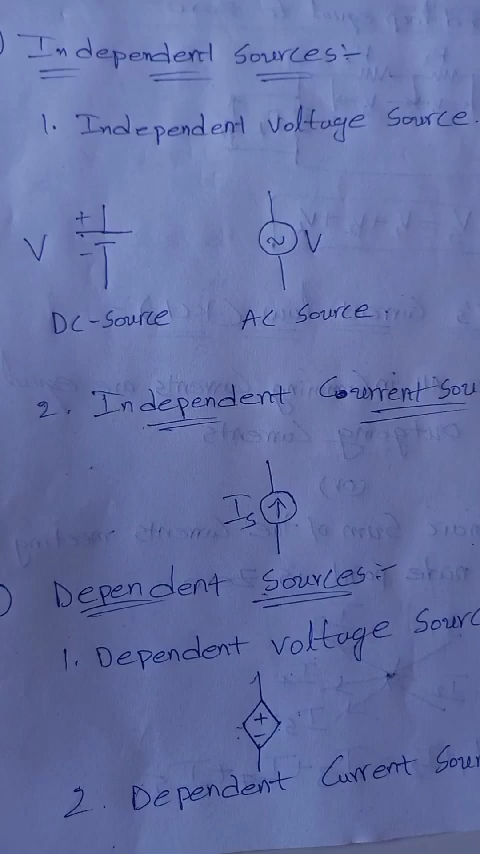 ) Independent Sources:-
1. Independent voltage Source.
+
V
-
~ V
DC-Source AC Source
2. Independent Current Sou
Is
) Dependent Sources:-
1. Dependent voltage Sourc
+
-
2. Dependent Current Sour